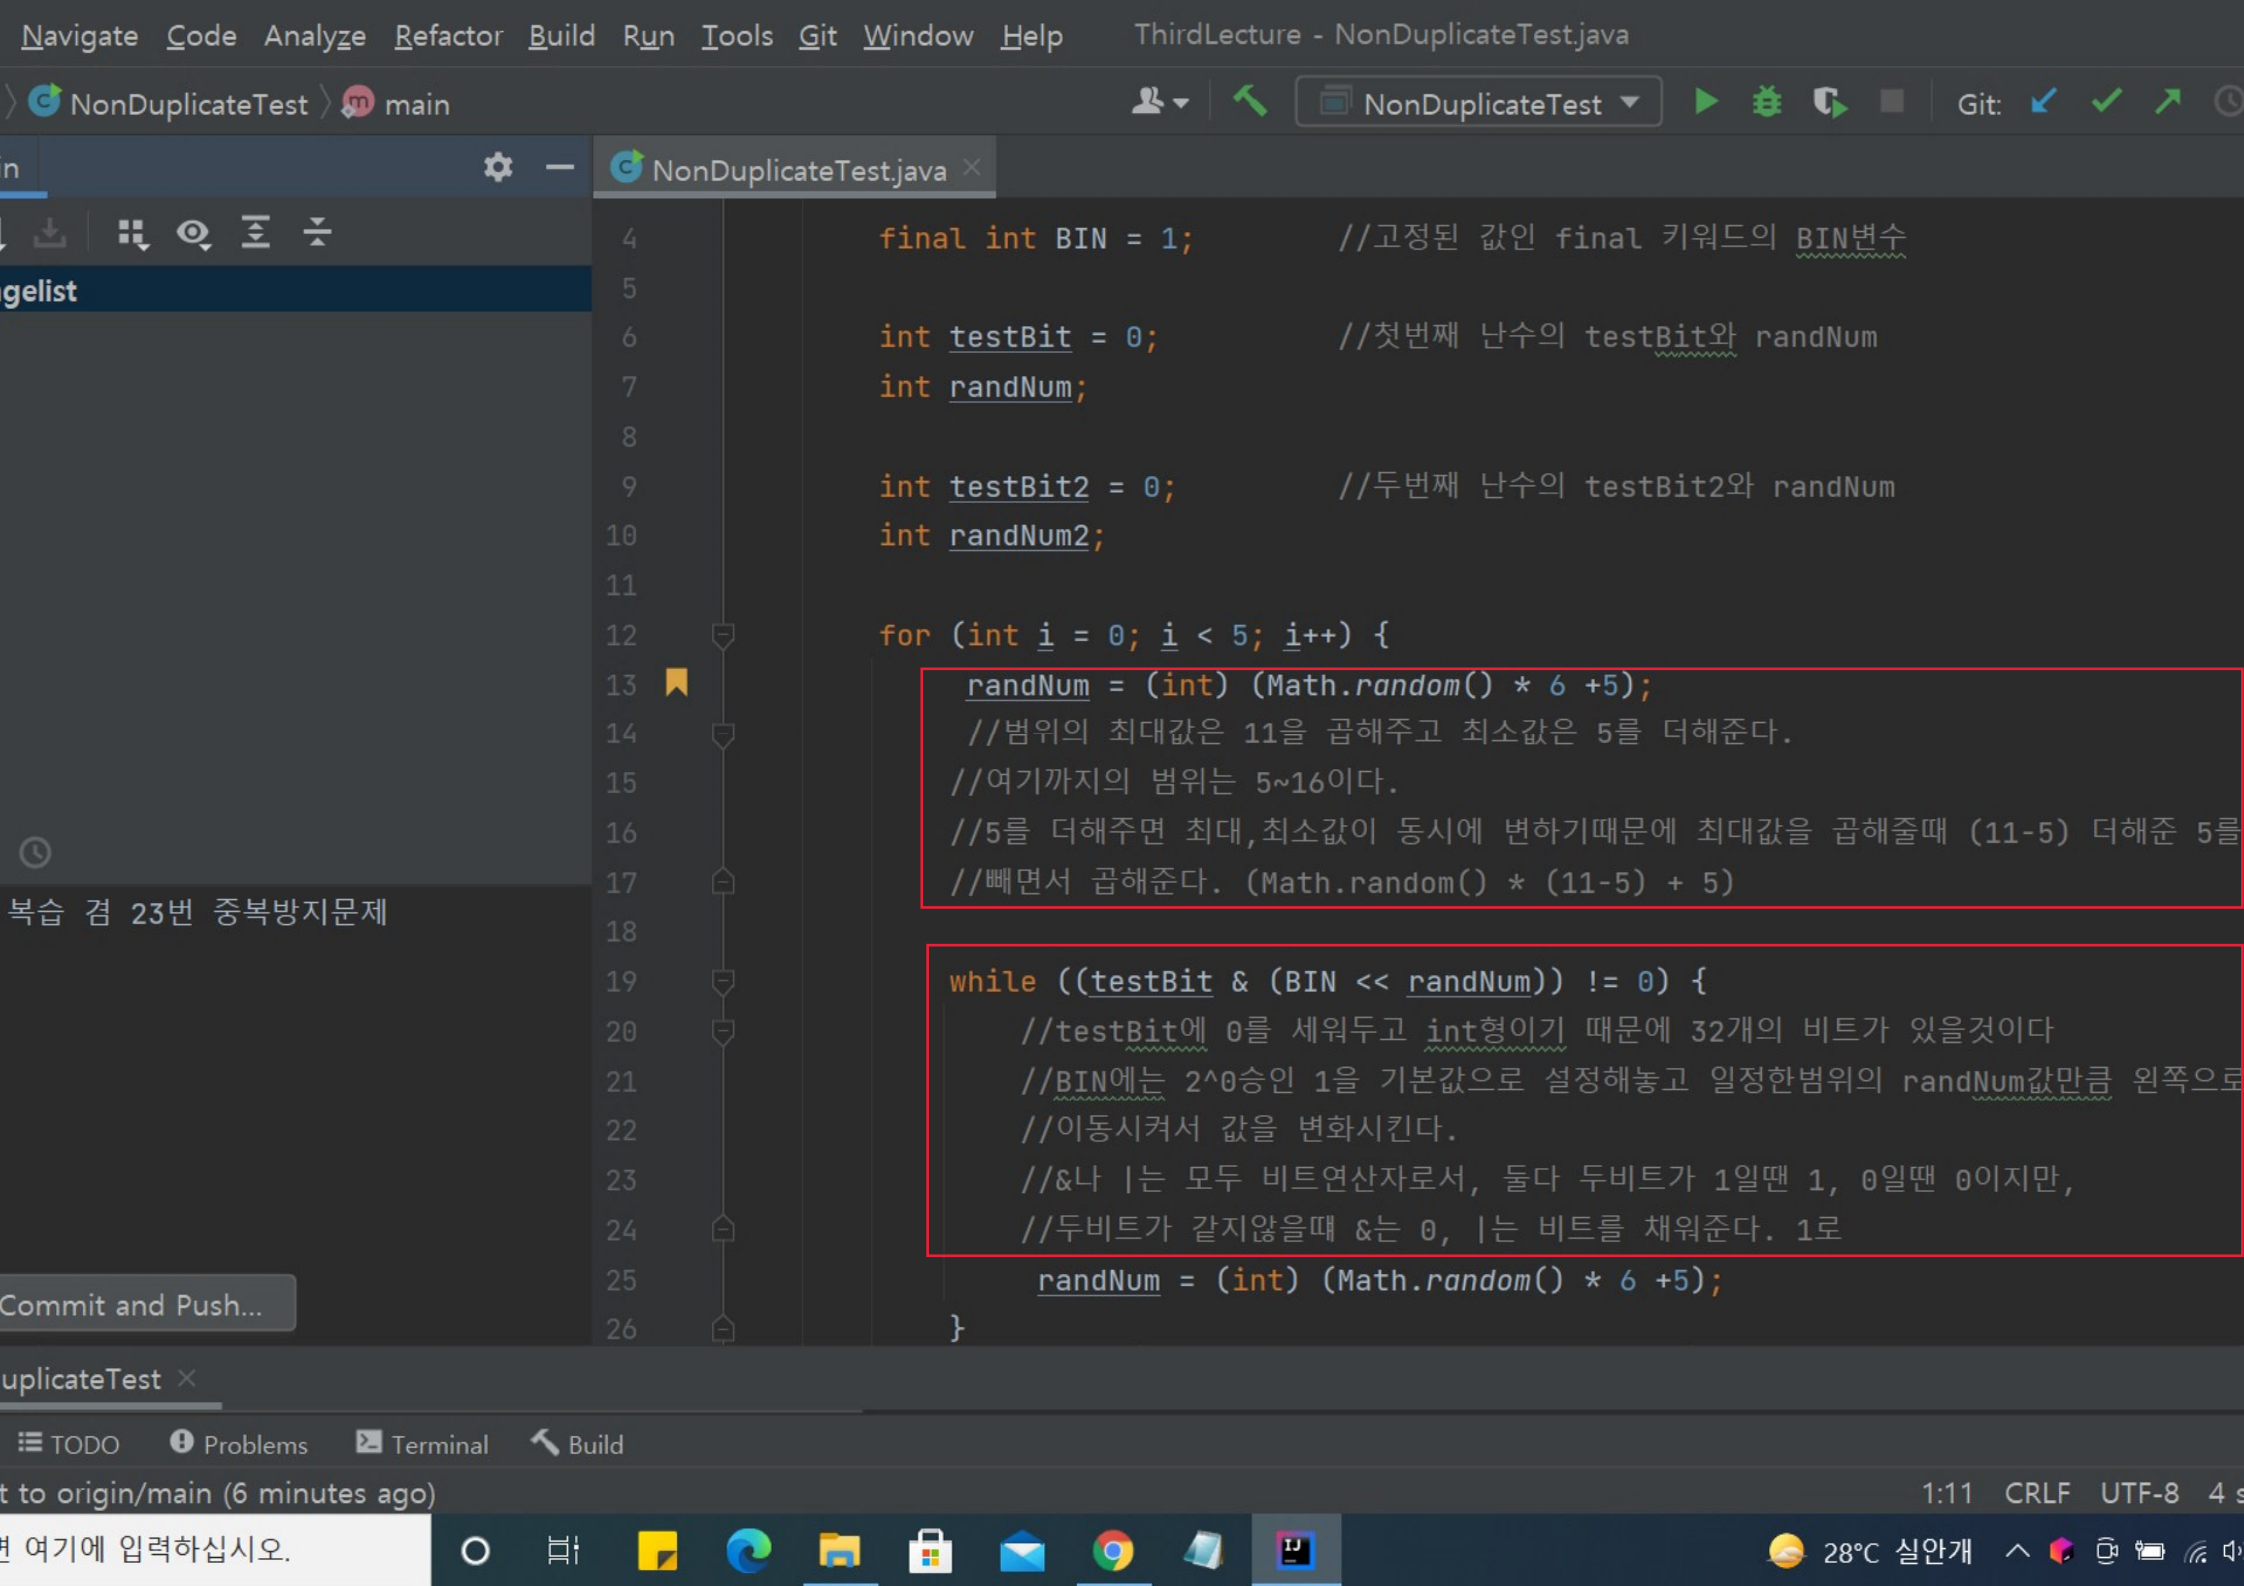 Navigate Code Analyze Refactor Build Run Tools Git Window Help ThirdLecture - NonDuplicateTest.java
NonDuplicateTest main NonDuplicateTest Git:
in NonDuplicateTest.java
gelist
4 final int BIN = 1; //고정된 값인 final 키워드의 BIN변수
5
6 int testBit = 0; //첫번째 난수의 testBit와 randNum
7 int randNum;
8
9 int testBit2 = 0; //두번째 난수의 testBit2와 randNum
10 int randNum2;
11
12 for (int i = 0; i < 5; i++) {
13 randNum = (int) (Math.random() * 6 +5);
14 //범위의 최대값은 11을 곱해주고 최소값은 5를 더해준다.
15 //여기까지의 범위는 5~16이다.
16 //5를 더해주면 최대,최소값이 동시에 변하기때문에 최대값을 곱해줄때 (11-5) 더해준 5를
17 //빼면서 곱해준다. (Math.random() * (11-5) + 5)
18
19 while ((testBit & (BIN << randNum)) != 0) {
20 //testBit에 0를 세워두고 int형이기 때문에 32개의 비트가 있을것이다
21 //BIN에는 2^0승인 1을 기본값으로 설정해놓고 일정한범위의 randNum값만큼 왼쪽으로
22 //이동시켜서 값을 변화시킨다.
23 //&나 |는 모두 비트연산자로서, 둘다 두비트가 1일땐 1, 0일땐 0이지만,
24 //두비트가 같지않을떄 &는 0, |는 비트를 채워준다. 1로
25 randNum = (int) (Math.random() * 6 +5);
26 }
복습 겸 23번 중복방지문제
Commit and Push...
uplicateTest
TODO Problems Terminal Build
t to origin/main (6 minutes ago) 1:11 CRLF UTF-8 4 s
면 여기에 입력하십시오. 28°C 실안개